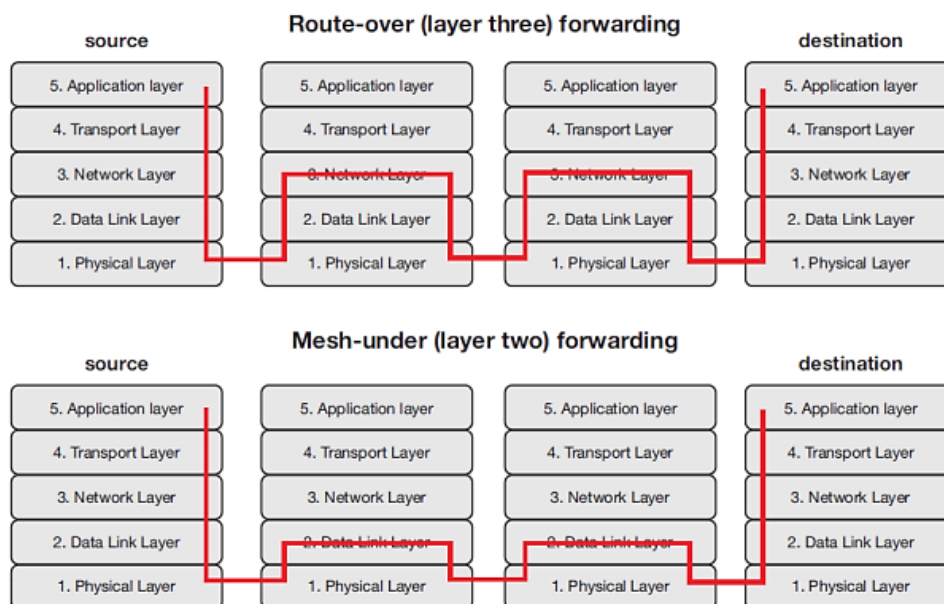 Route-over (layer three) forwarding
source
destination
5. Application layer
5. Application layer
5. Application layer
5. Application layer
4. Transport Layer
4. Transport Layer
4. Transport Layer
4. Transport Layer
3. Network Layer
3. Network Layer
3. Network Layer
3. Network Layer
2. Data Link Layer
2. Data Link Layer
2. Data Link Layer
2. Data Link Layer
1. Physical Layer
1. Physical Layer
1. Physical Layer
1. Physical Layer
Mesh-under (layer two) forwarding
source
destination
5. Application layer
5. Application layer
5. Application layer
5. Application layer
4. Transport Layer
4. Transport Layer
4. Transport Layer
4. Transport Layer
3. Network Layer
3. Network Layer
3. Network Layer
3. Network Layer
2. Data Link Layer
2. Data Link Layer
2. Data Link Layer
2. Data Link Layer
1. Physical Layer
1. Physical Layer
1. Physical Layer
1. Physical Layer